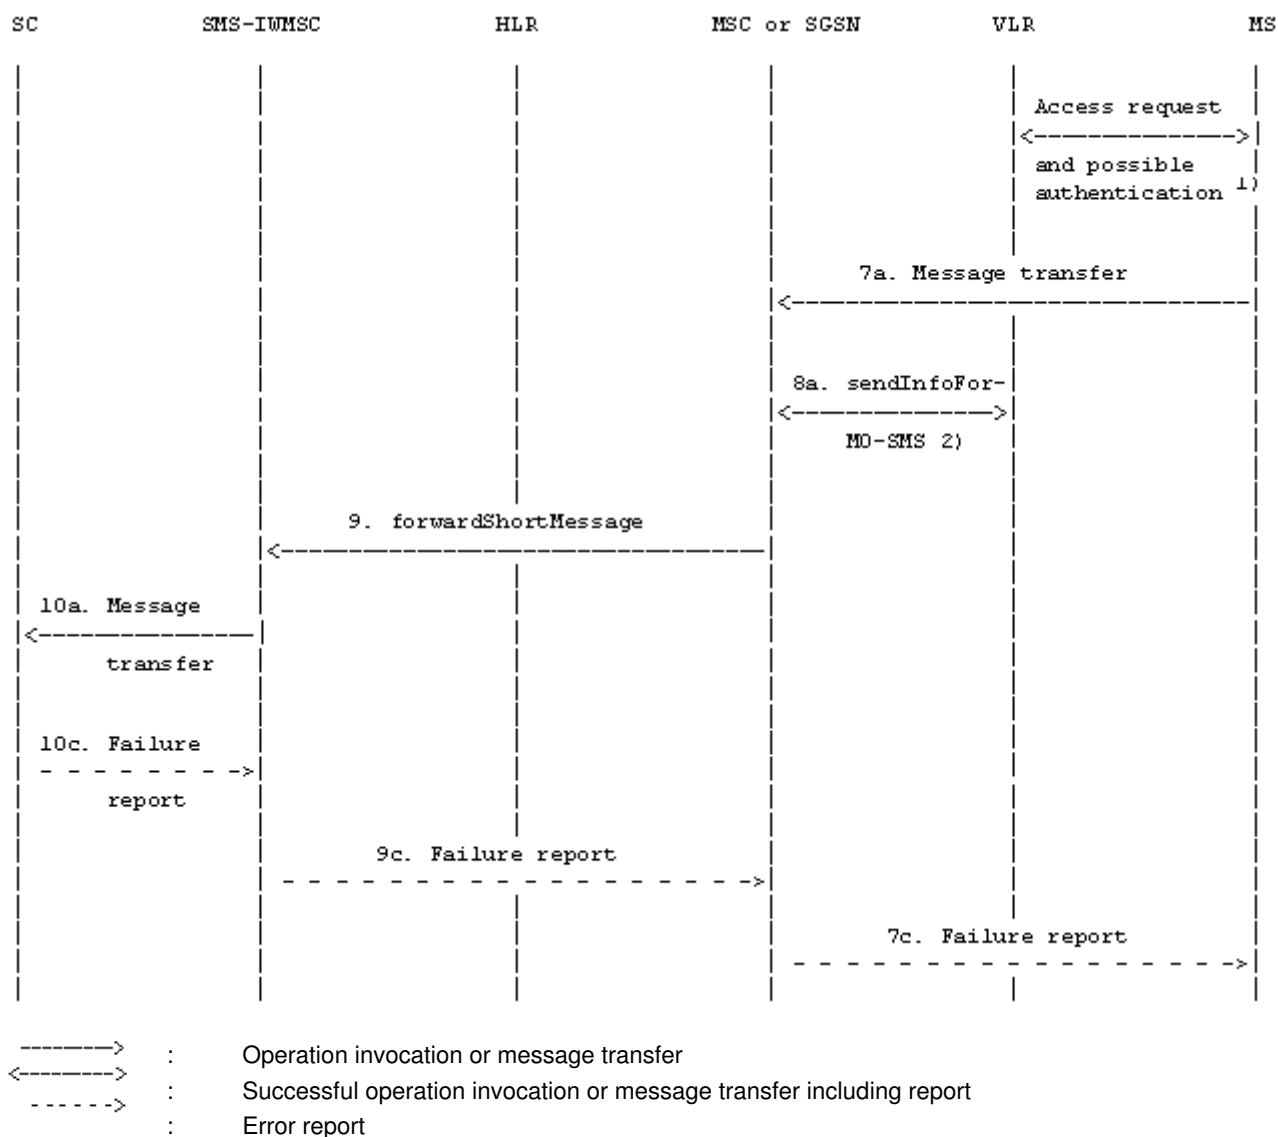 SC SMS-IWMSC HLR MSC or SGSN VLR MS
Access request
and possible
authentication 1)
7a. Message transfer
8a. sendInfoFor-
MO-SMS 2)
9. forwardShortMessage
10a. Message
transfer
10c. Failure
report
9c. Failure report
7c. Failure report
: Operation invocation or message transfer
: Successful operation invocation or message transfer including report
: Error report